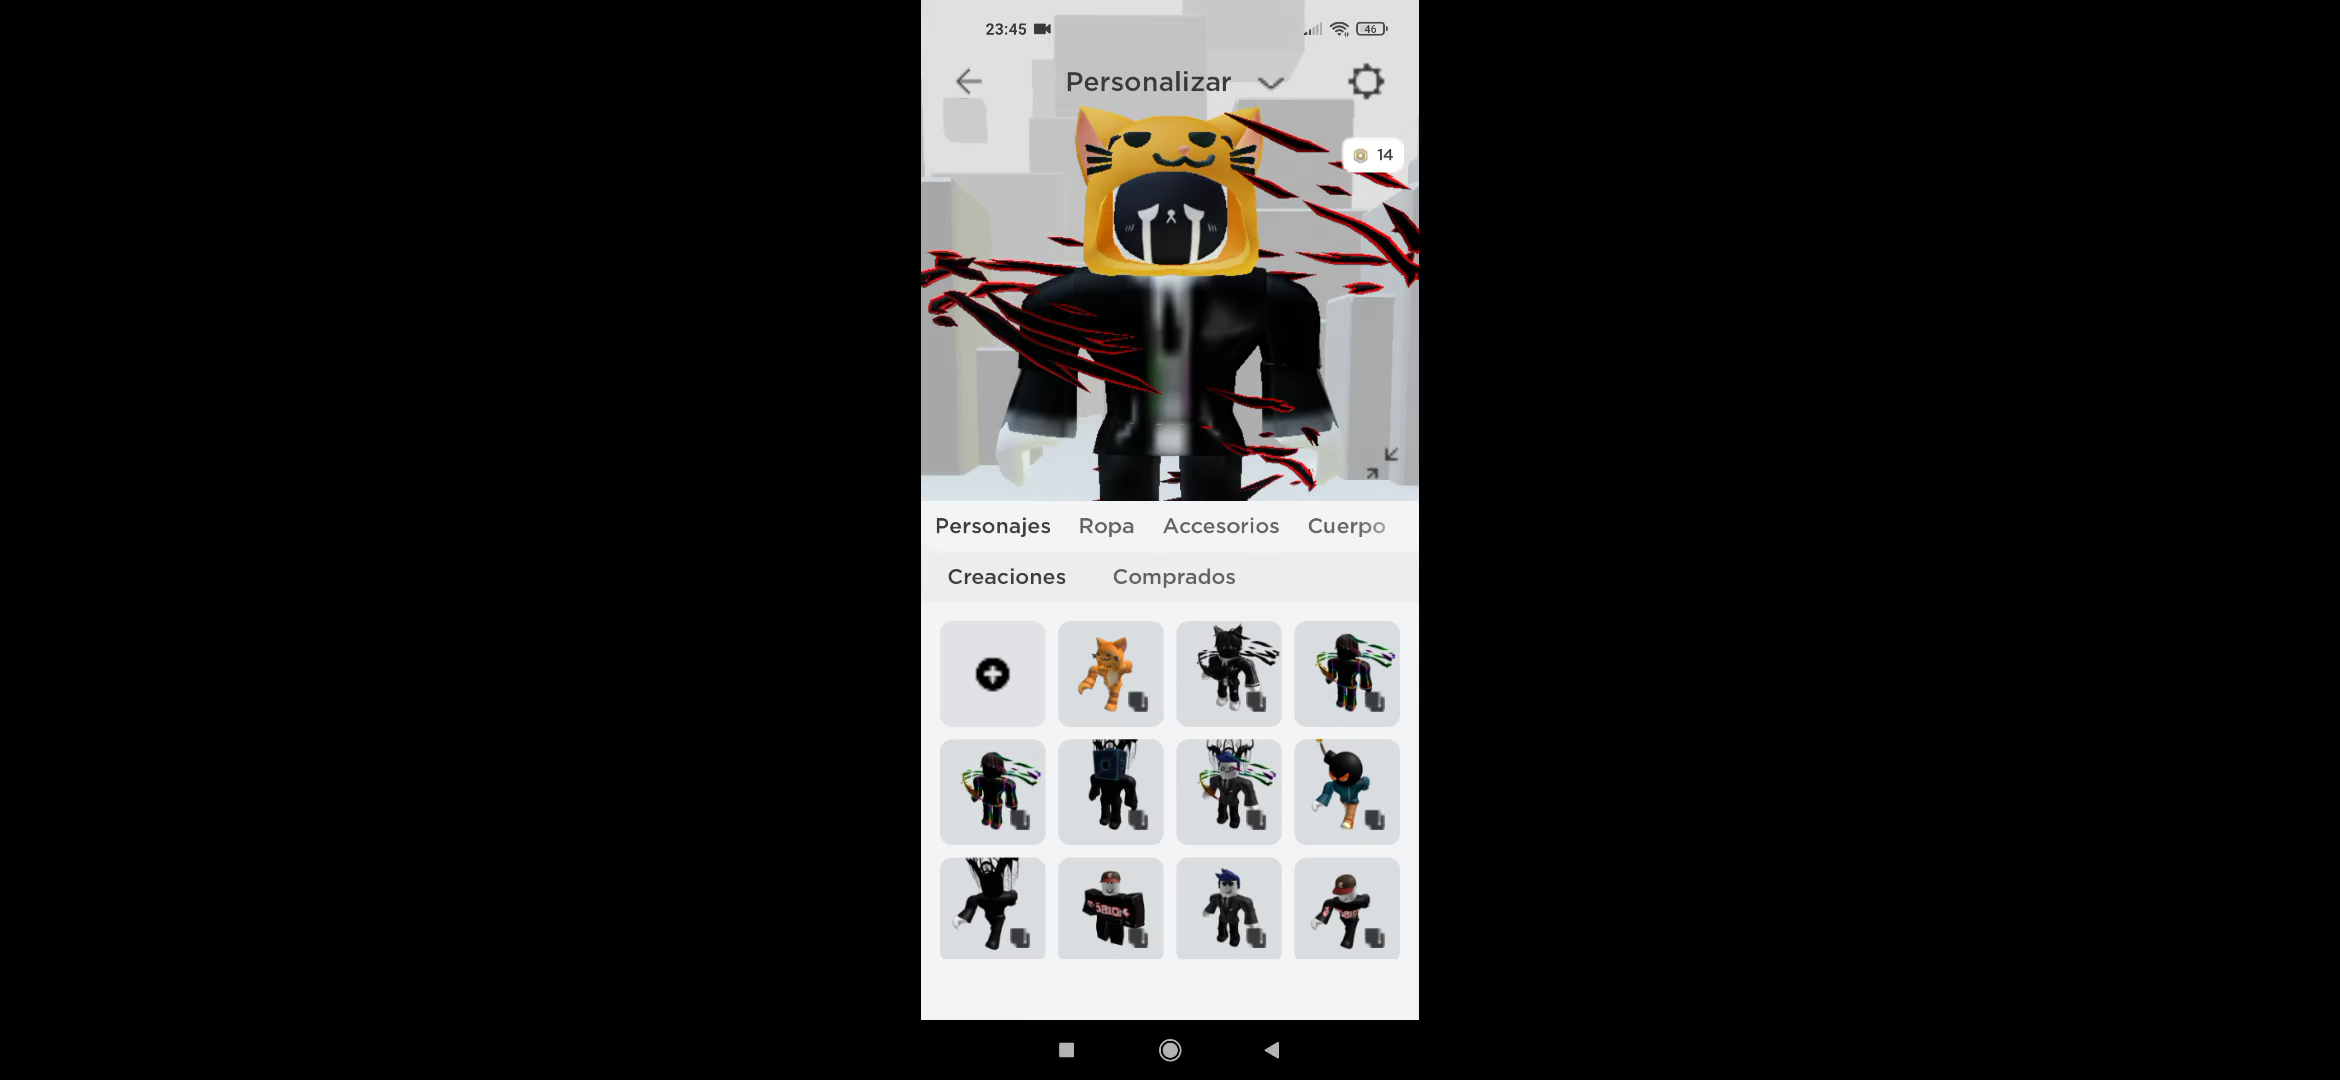 23:45
46
Personalizar
14
Personajes Ropa Accesorios Cuerpo
Creaciones Comprados